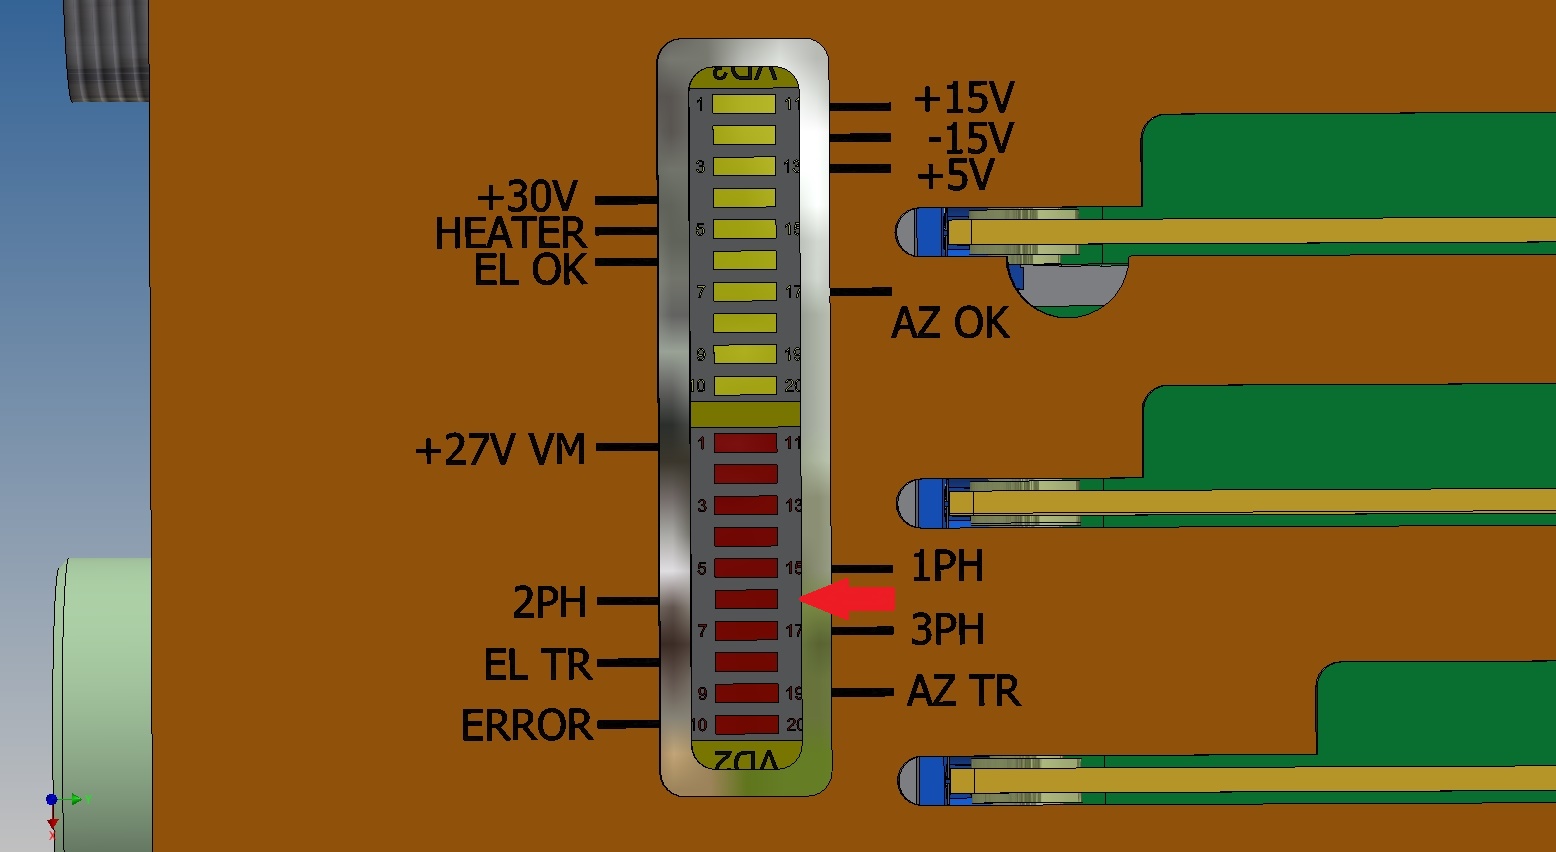 VD3
1 11 +15V
-15V
3 13 +5V
+30V
HEATER 5 15
EL OK
7 17 AZ OK
9 19
10 20
+27V VM 1 11
3 13
5 15 1PH
2PH
7 17 3PH
EL TR
9 19 AZ TR
ERROR 10 20
VD2